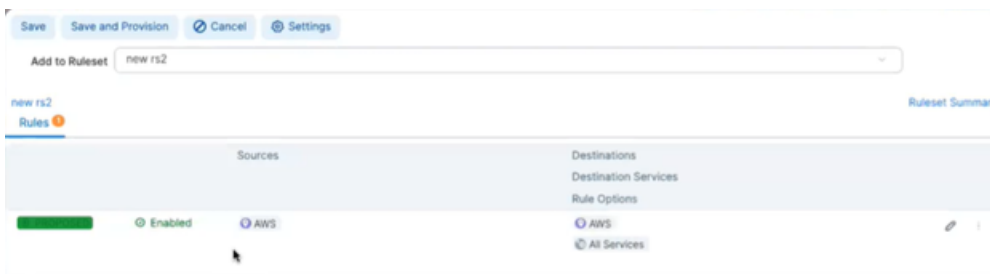 Save Save and Provision Cancel Settings
Add to Ruleset new rs2
new rs2 Ruleset Summar
Rules 1
Sources Destinations
Destination Services
Rule Options
Enabled AWS AWS
All Services